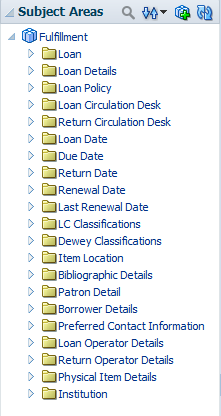 Subject Areas
Fulfillment
Loan
Loan Details
Loan Policy
Loan Circulation Desk
Return Circulation Desk
Loan Date
Due Date
Return Date
Renewal Date
Last Renewal Date
LC Classifications
Dewey Classifications
Item Location
Bibliographic Details
Patron Detail
Borrower Details
Preferred Contact Information
Loan Operator Details
Return Operator Details
Physical Item Details
Institution